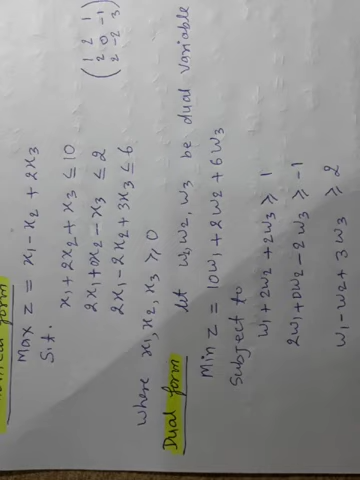 form
Max Z = x1 - x2 + 2x3
S.t.
x1 + 2x2 + x3 ≤ 10
2x1 + 0x2 - x3 ≤ 2
2x1 - 2x2 + 3x3 ≤ 6
( 1 2 1
2 0 -1
2 -2 3 )
where x1, x2, x3 ≥ 0
Dual form
let w1, w2, w3 be dual variable
Min Z = 10w1 + 2w2 + 6w3
Subject to
w1 + 2w2 + 2w3 ≥ 1
2w1 + 0w2 - 2w3 ≥ -1
w1 - w2 + 3w3 ≥ 2